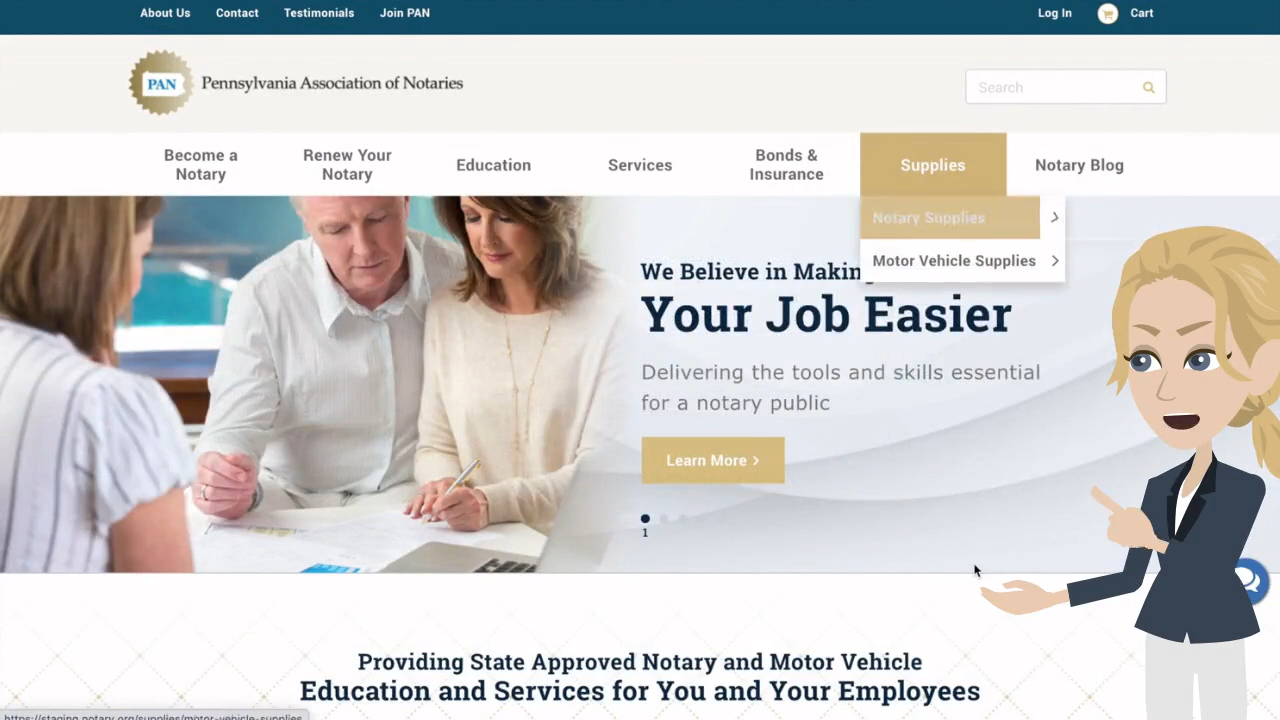 About Us Contact Testimonials Join PAN Log In Cart
PAN Pennsylvania Association of Notaries
Search
Become a Notary
Renew Your Notary
Education
Services
Bonds & Insurance
Supplies
Notary Blog
Notary Supplies
Motor Vehicle Supplies
We Believe in Making
Your Job Easier
Delivering the tools and skills essential
for a notary public
Learn More
1
Providing State Approved Notary and Motor Vehicle
Education and Services for You and Your Employees
https://staging.notary.org/supplies/motor-vehicle-supplies